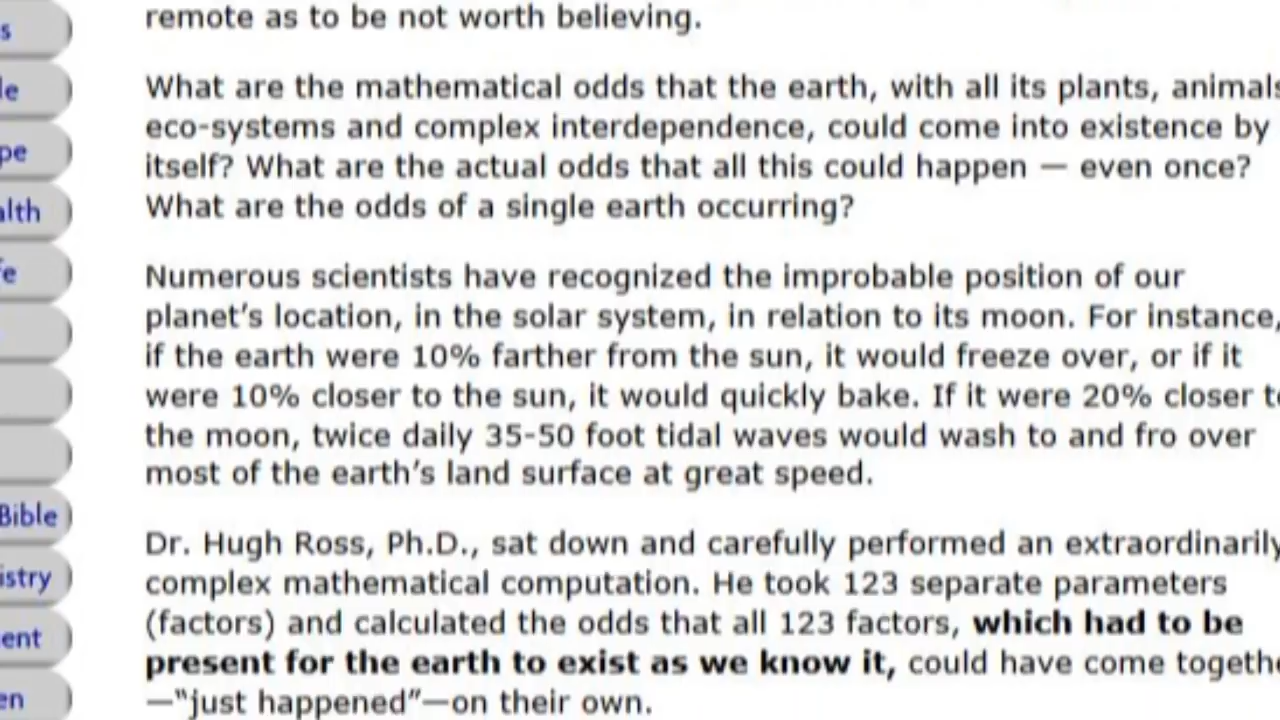 remote as to be not worth believing.
What are the mathematical odds that the earth, with all its plants, animals
eco-systems and complex interdependence, could come into existence by
itself? What are the actual odds that all this could happen — even once?
What are the odds of a single earth occurring?
Numerous scientists have recognized the improbable position of our
planet’s location, in the solar system, in relation to its moon. For instance,
if the earth were 10% farther from the sun, it would freeze over, or if it
were 10% closer to the sun, it would quickly bake. If it were 20% closer to
the moon, twice daily 35-50 foot tidal waves would wash to and fro over
most of the earth’s land surface at great speed.
Dr. Hugh Ross, Ph.D., sat down and carefully performed an extraordinarily
complex mathematical computation. He took 123 separate parameters
(factors) and calculated the odds that all 123 factors, which had to be
present for the earth to exist as we know it, could have come togethe
—“just happened”—on their own.
s
le
pe
alth
fe
Bible
istry
ent
en